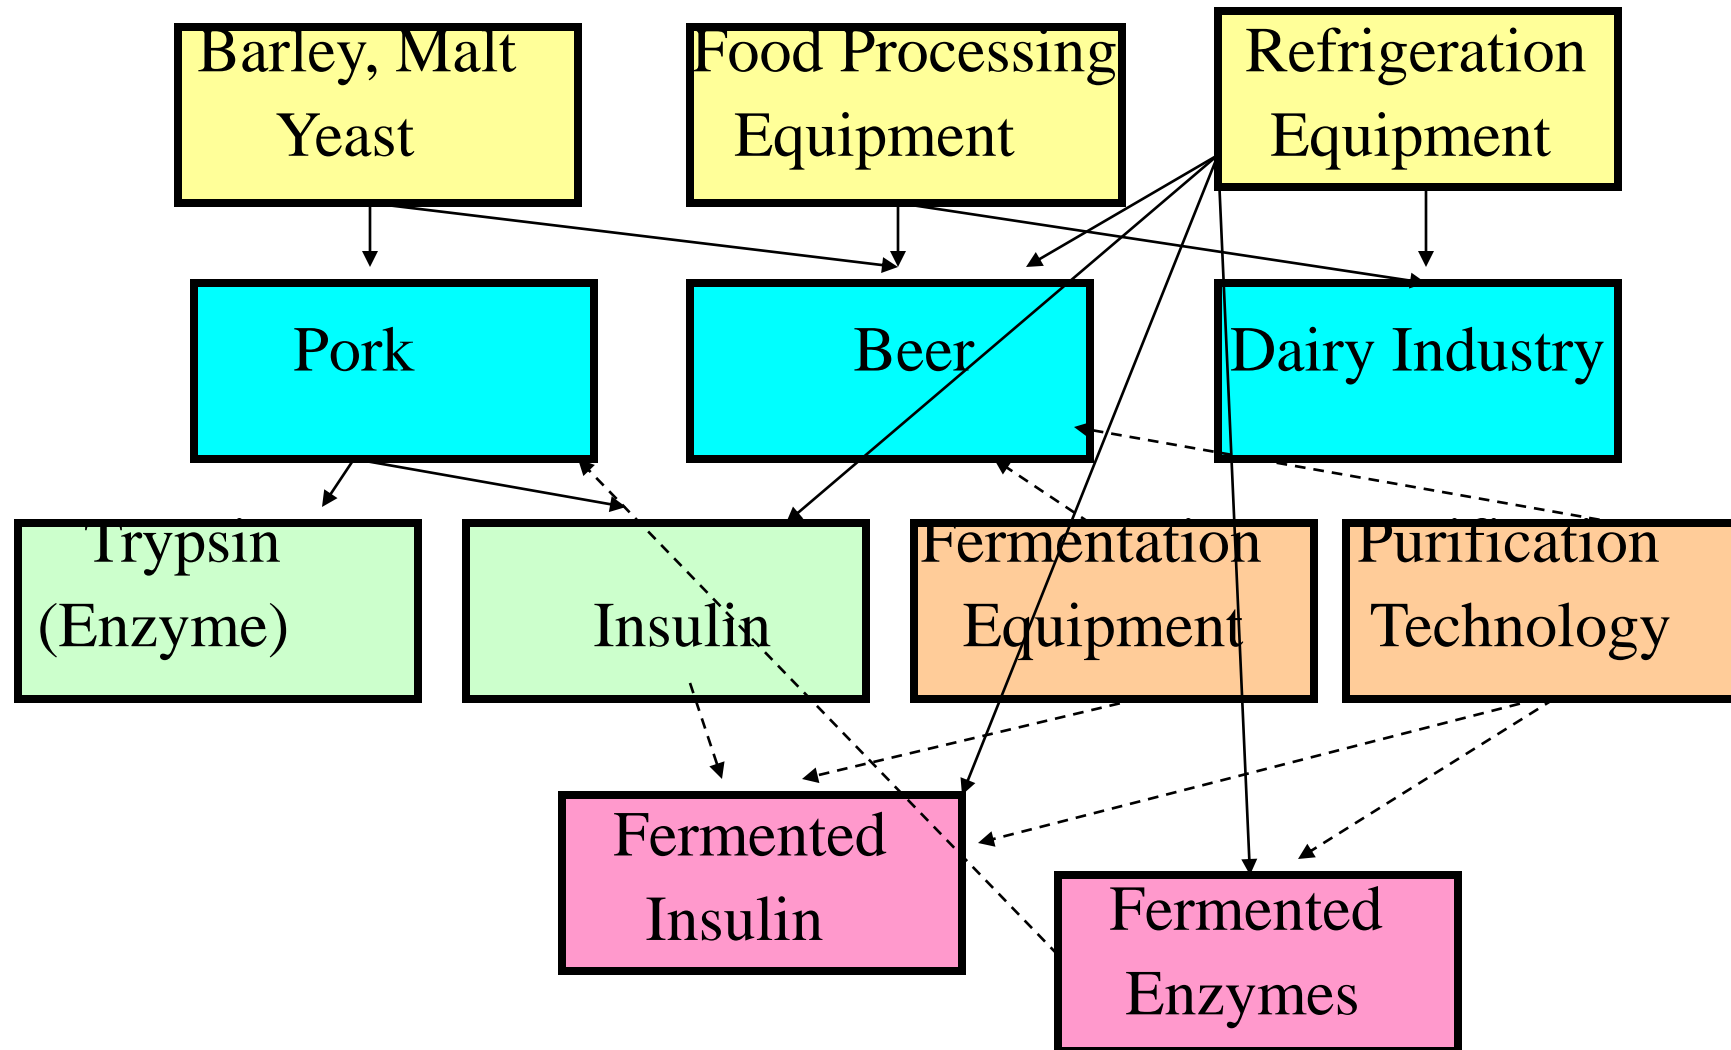 Barley, Malt
Yeast
Food Processing
Equipment
Refrigeration
Equipment
Pork
Beer
Dairy Industry
Trypsin
(Enzyme)
Insulin
Fermentation
Equipment
Purification
Technology
Fermented
Insulin
Fermented
Enzymes